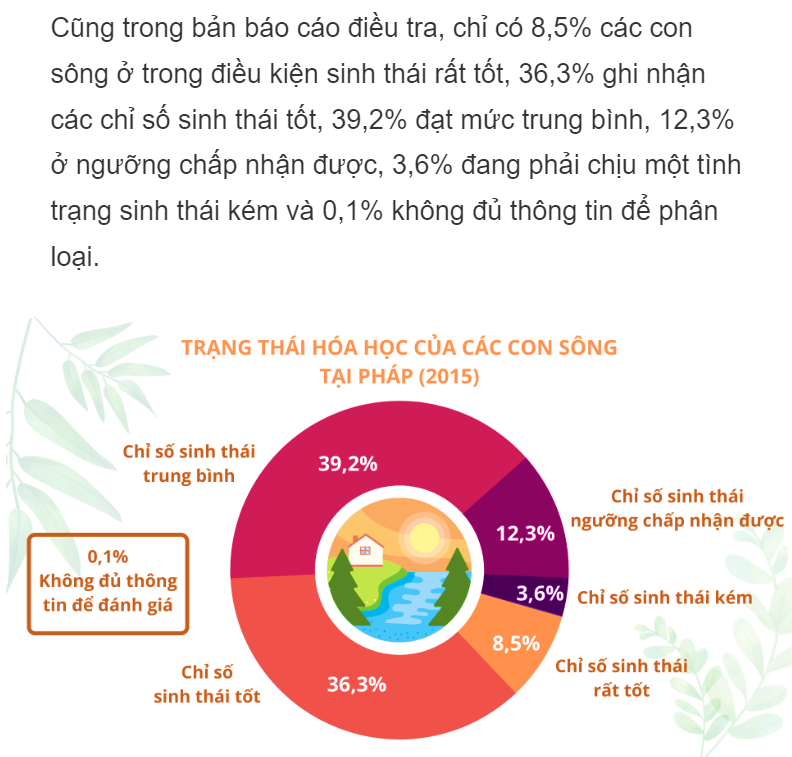 Cũng trong bản báo cáo điều tra, chỉ có 8,5% các con
sông ở trong điều kiện sinh thái rất tốt, 36,3% ghi nhận
các chỉ số sinh thái tốt, 39,2% đạt mức trung bình, 12,3%
ở ngưỡng chấp nhận được, 3,6% đang phải chịu một tình
trạng sinh thái kém và 0,1% không đủ thông tin để phân
loại.
TRẠNG THÁI HÓA HỌC CỦA CÁC CON SÔNG
TẠI PHÁP (2015)
Chỉ số sinh thái
trung bình
39,2%
Chỉ số sinh thái
ngưỡng chấp nhận được
12,3%
0,1%
Không đủ thông
tin để đánh giá
3,6%
Chỉ số sinh thái kém
8,5%
Chỉ số sinh thái
rất tốt
Chỉ số
sinh thái tốt
36,3%